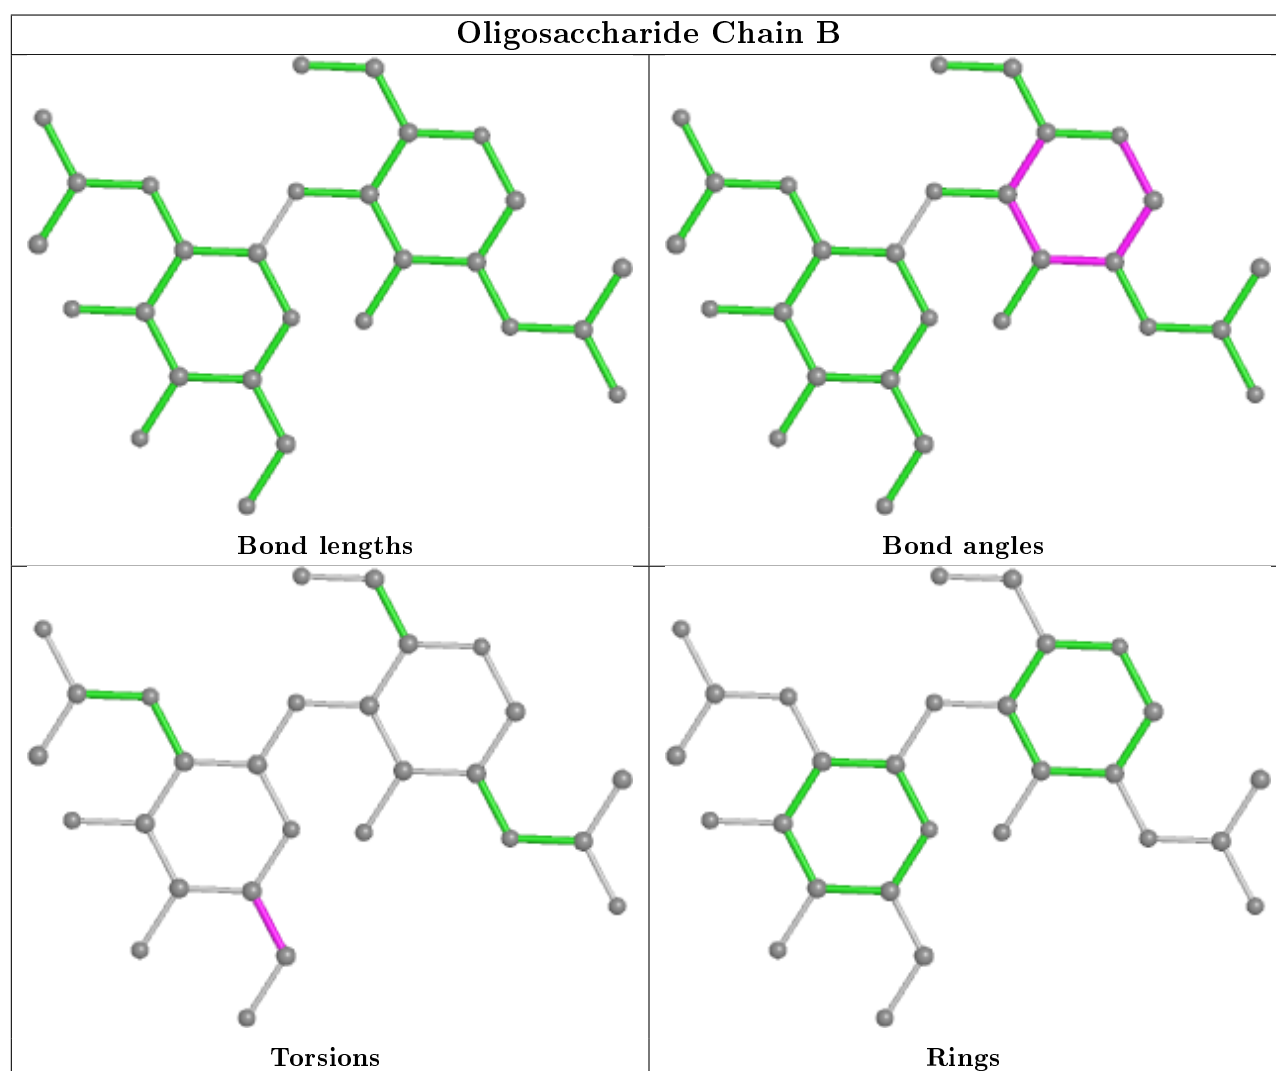 Oligosaccharide Chain B
Bond lengths
Bond angles
Torsions
Rings